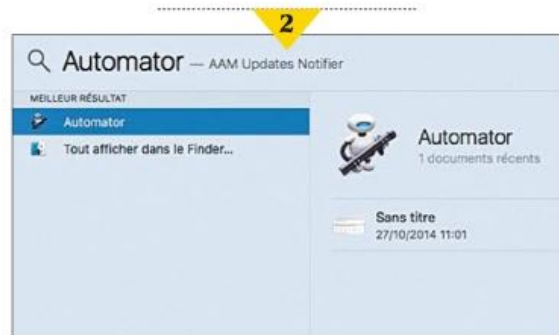 2
Automator — AAM Updates Notifier
MEILLEUR RÉSULTAT
Automator
Tout afficher dans le Finder...
Automator
1 documents récents
Sans titre
27/10/2014 11:01